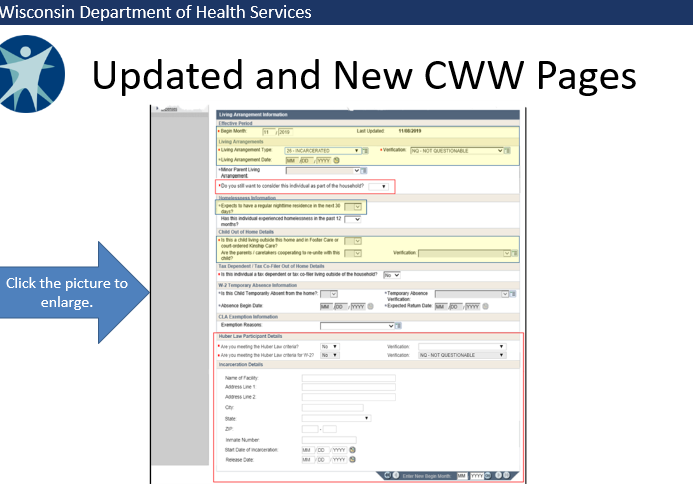 Wisconsin Department of Health Services
Updated and New CWW Pages
Click the picture to
enlarge.
Living Arrangement Information
Effective Period
Begin Month: 11 / 2019 Last Updated: 11/08/2019
Living Arrangements
Living Arrangement Type: 26 - INCARCERATED Verification: NQ - NOT QUESTIONABLE
Living Arrangement Date: MM /DD /YYYY
Minor Parent Living
Arrangement:
Do you still want to consider this individual as part of the household?
Homelessness Information
Expects to have a regular nighttime residence in the next 30
days?
Has this individual experienced homelessness in the past 12
months?
Child Out of Home Details
Is this a child living outside this home and in Foster Care or
court-ordered Kinship Care?
Are the parents / caretakers cooperating to re-unite with this
child? Verification:
Tax Dependent / Tax Co-Filer Out of Home Details
Is this individual a tax dependent or tax co-filer living outside of the household? No
W-2 Temporary Absence Information
Is this Child Temporarily Absent from the home?: Temporary Absence
Verification:
Absence Begin Date: MM /DD /YYYY Expected Return Date: MM /DD /YYYY
CLA Exemption Information
Exemption Reasons:
Huber Law Participant Details
Are you meeting the Huber Law criteria? No Verification:
Are you meeting the Huber Law criteria for W-2? No Verification: NQ - NOT QUESTIONABLE
Incarceration Details
Name of Facility:
Address Line 1:
Address Line 2:
City:
State:
ZIP: -
Inmate Number:
Start Date of Incarceration: MM / DD / YYYY
Release Date: MM / DD / YYYY
Enter New Begin Month: MM YYYY